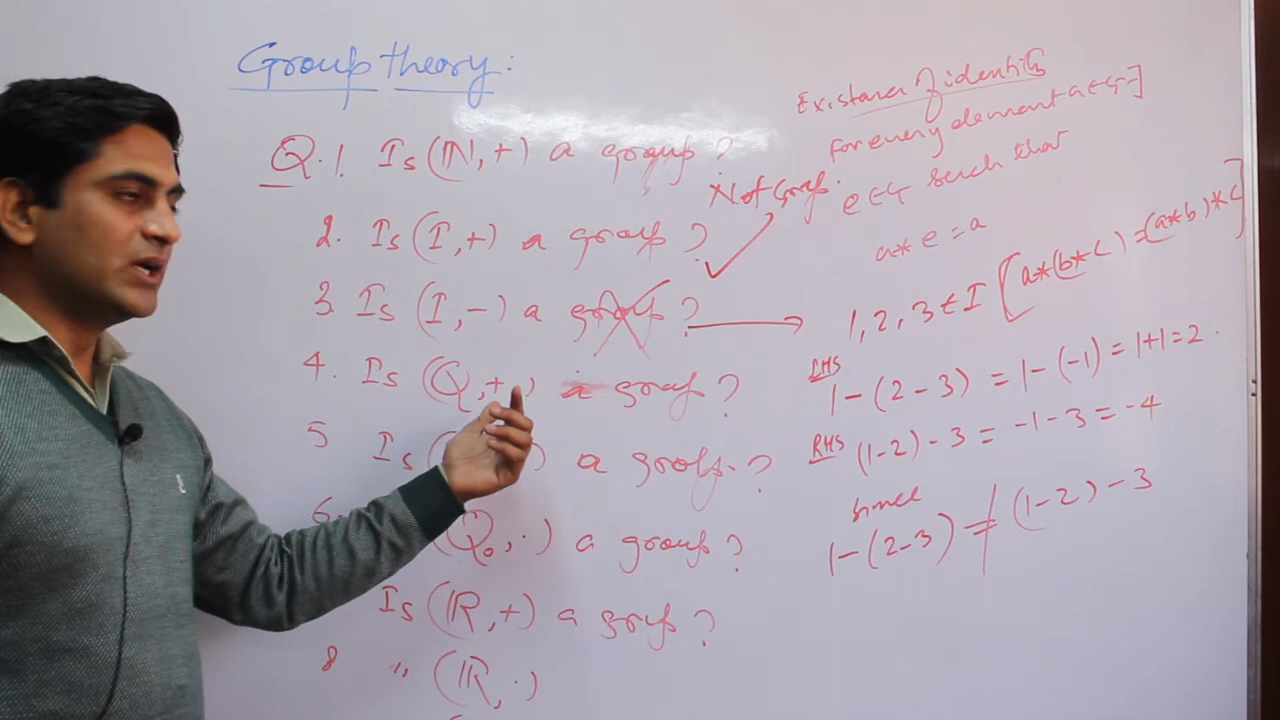 Group theory:
Q.1. Is (N, +) a group?
Not Group.
2. Is (I, +) a group?
3. Is (I, -) a group?
4. Is (Q, +) a group?
5 Is ( ) a group.?
6. (Q₀, ·) a group?
Is (R, +) a group?
8 " (R, ·)
Existance of identity
for every element a ∈ G, ∃
e ∈ G such that
a * e = a
1, 2, 3 ∈ I [a*(b*c) = (a*b)*c]
LHS
1-(2-3) = 1-(-1) = 1+1 = 2.
RHS (1-2)-3 = -1-3 = -4
since
1-(2-3) ≠ (1-2)-3